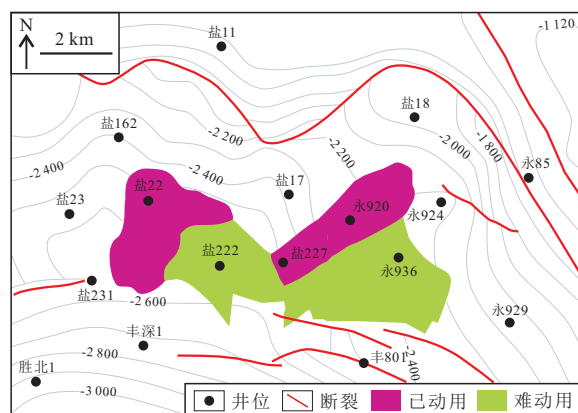 N
2 km
盐11
-1 120
盐18
盐162
-2 200
-1 800
-2 000
永85
-2 400
-2 400
-2 200
盐22
盐17
盐23
永920
永924
盐222
盐227
永936
盐231
-2 600
永929
丰深1
-2 800
丰801
-2 400
胜北1
-3 000
井位
断裂
已动用
难动用